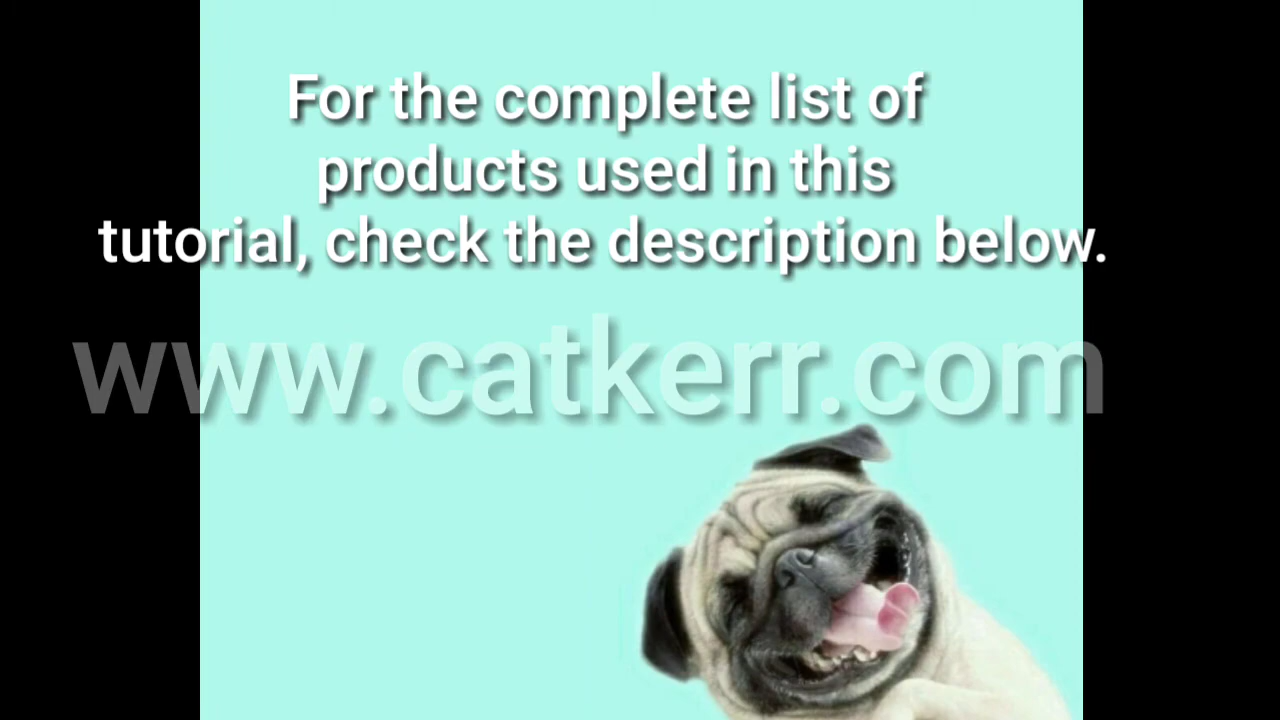 For the complete list of
products used in this
tutorial, check the description below.
www.catkerr.com